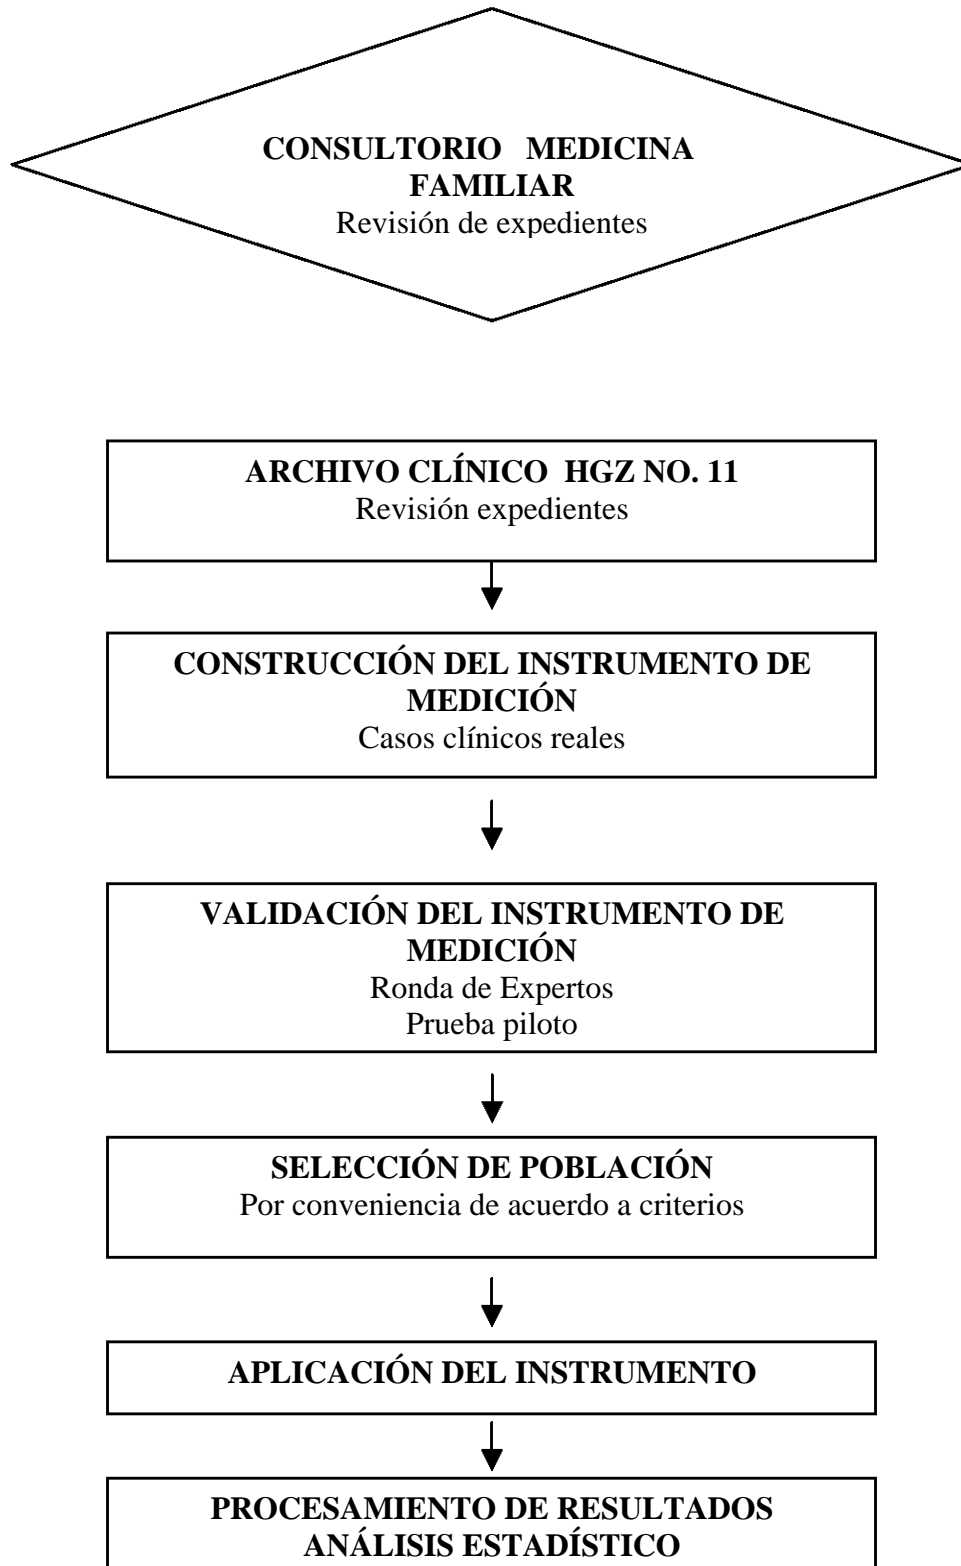 CONSULTORIO MEDICINA
FAMILIAR
Revisión de expedientes
ARCHIVO CLÍNICO HGZ NO. 11
Revisión expedientes
CONSTRUCCIÓN DEL INSTRUMENTO DE
MEDICIÓN
Casos clínicos reales
VALIDACIÓN DEL INSTRUMENTO DE
MEDICIÓN
Ronda de Expertos
Prueba piloto
SELECCIÓN DE POBLACIÓN
Por conveniencia de acuerdo a criterios
APLICACIÓN DEL INSTRUMENTO
PROCESAMIENTO DE RESULTADOS
ANÁLISIS ESTADÍSTICO